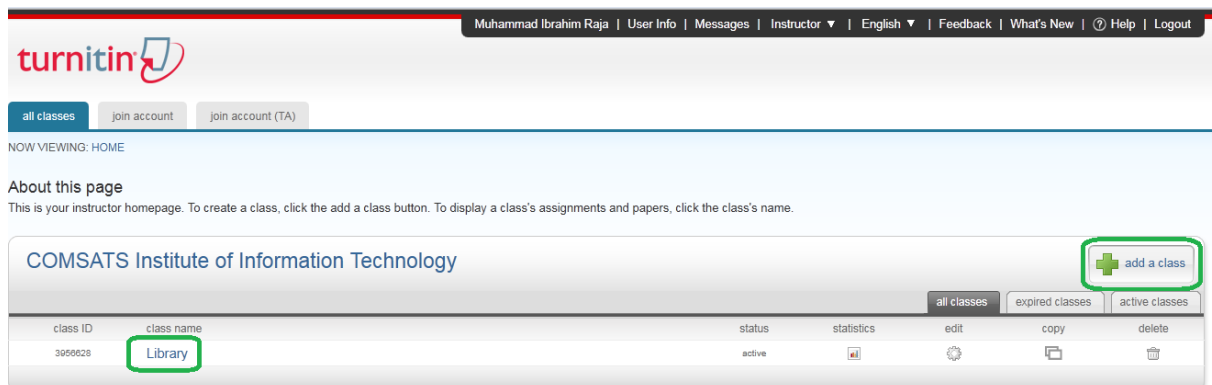 Muhammad Ibrahim Raja | User Info | Messages | Instructor ▼ | English ▼ | Feedback | What's New | ? Help | Logout
turnitin
all classes join account join account (TA)
NOW VIEWING: HOME
About this page
This is your instructor homepage. To create a class, click the add a class button. To display a class's assignments and papers, click the class's name.
COMSATS Institute of Information Technology add a class
all classes expired classes active classes
class ID class name status statistics edit copy delete
3956628 Library active